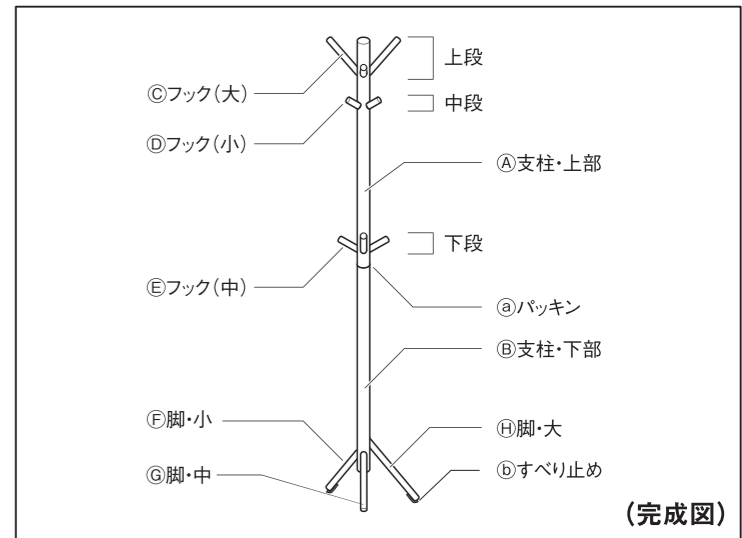 上段
Ⓒフック(大)
中段
Ⓓフック(小)
Ⓐ支柱・上部
下段
Ⓔフック(中)
ⓐパッキン
Ⓑ支柱・下部
Ⓕ脚・小
Ⓗ脚・大
Ⓖ脚・中
ⓑすべり止め
(完成図)